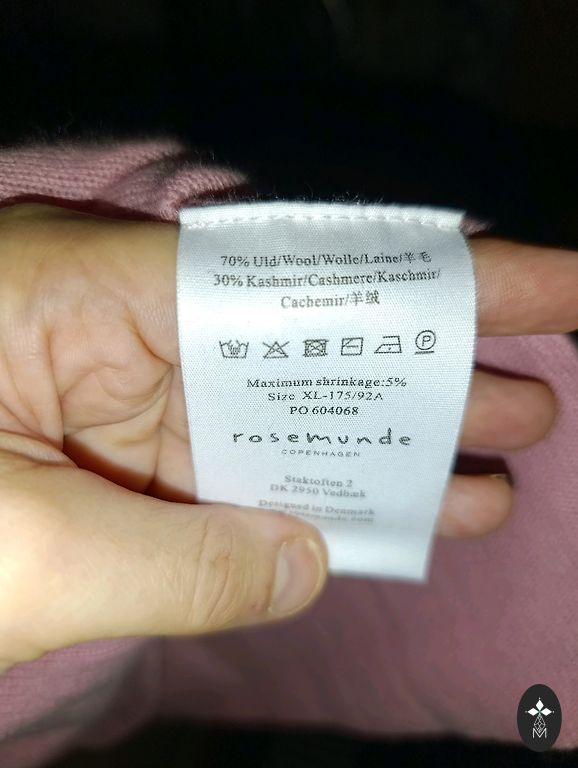 70% Uld/Wool/Wolle/Laine/羊毛
30% Kashmir/Cashmere/Kaschmir/
Cachemir/羊绒
P
Maximum shrinkage:5%
Size XL-175/92A
PO 604068
rosemunde
COPENHAGEN
Staktoften 2
DK 2950 Vedbæk
Designed in Denmark
M